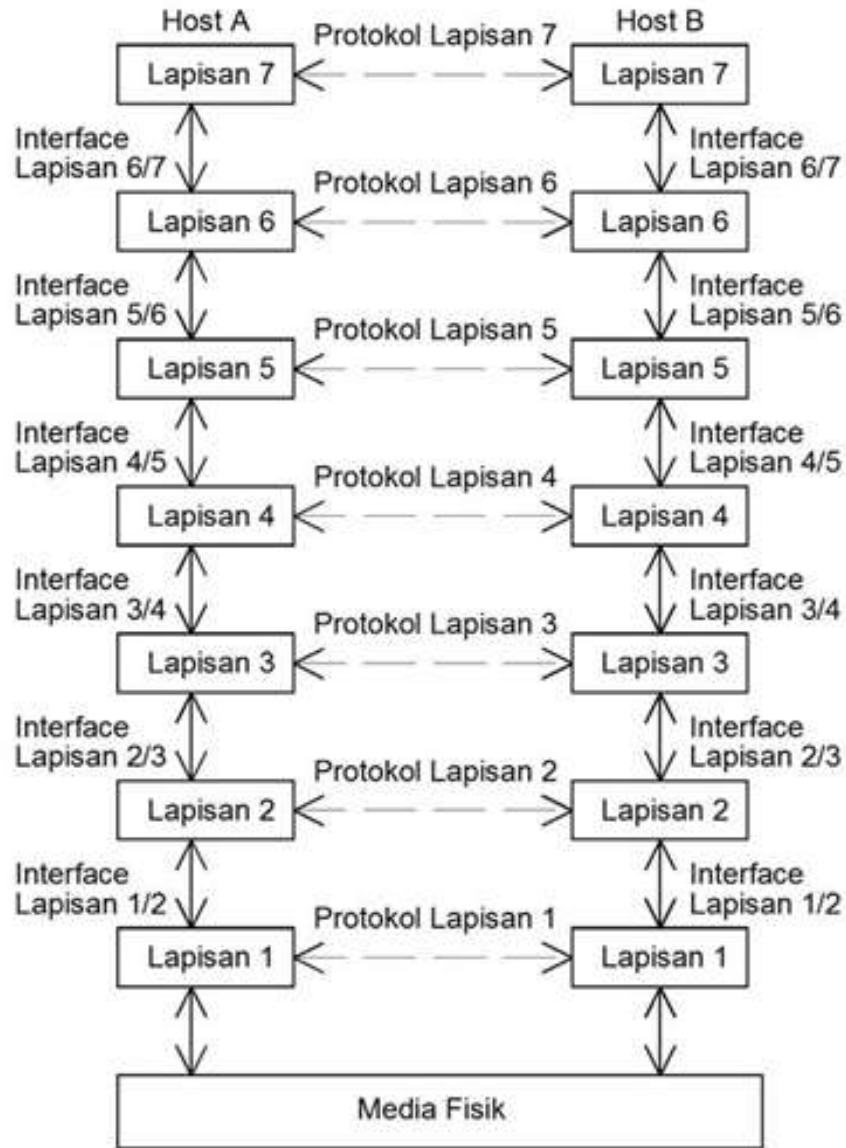 Host A
Protokol Lapisan 7
Host B
Lapisan 7
Lapisan 7
Interface
Lapisan 6/7
Interface
Lapisan 6/7
Protokol Lapisan 6
Lapisan 6
Lapisan 6
Interface
Lapisan 5/6
Interface
Lapisan 5/6
Protokol Lapisan 5
Lapisan 5
Lapisan 5
Interface
Lapisan 4/5
Interface
Lapisan 4/5
Protokol Lapisan 4
Lapisan 4
Lapisan 4
Interface
Lapisan 3/4
Interface
Lapisan 3/4
Protokol Lapisan 3
Lapisan 3
Lapisan 3
Interface
Lapisan 2/3
Interface
Lapisan 2/3
Protokol Lapisan 2
Lapisan 2
Lapisan 2
Interface
Lapisan 1/2
Interface
Lapisan 1/2
Protokol Lapisan 1
Lapisan 1
Lapisan 1
Media Fisik